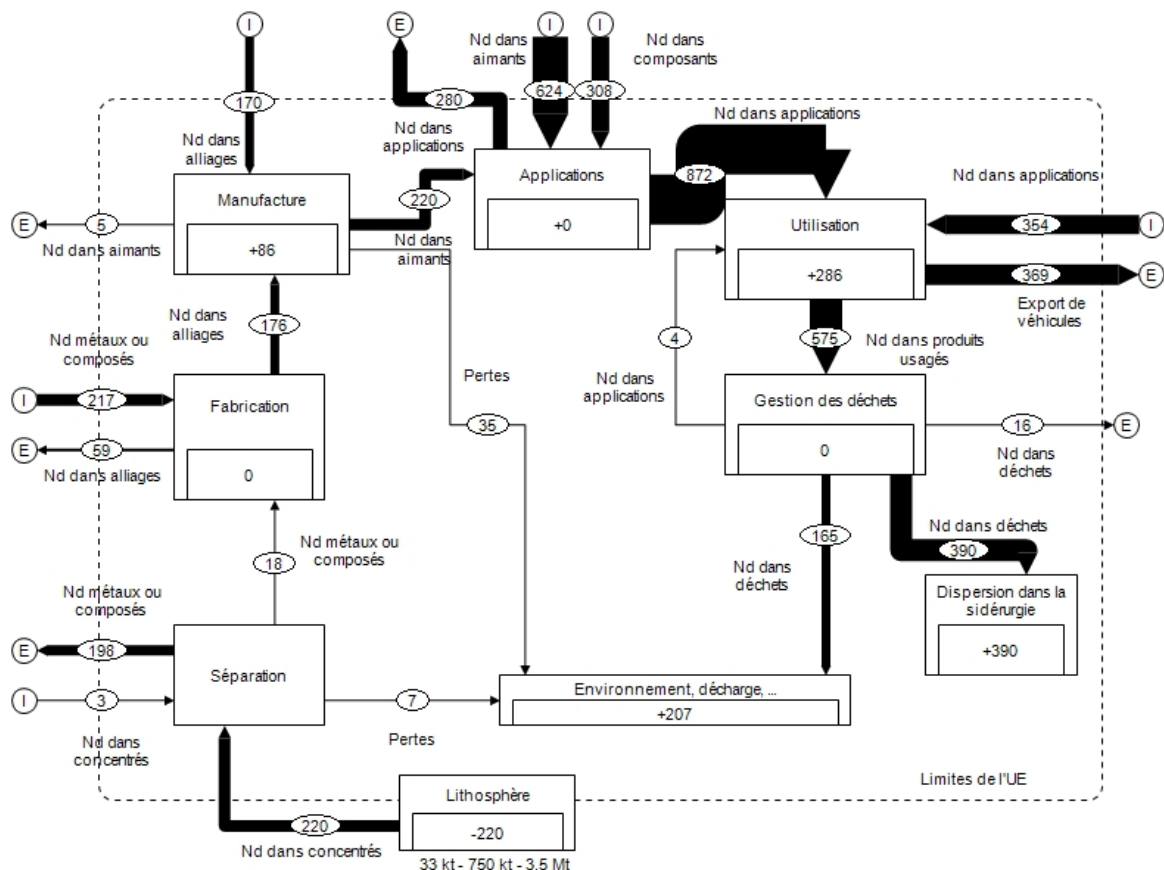 I
E
I
I
Nd dans
aimants
Nd dans
composants
170
280
624
308
Nd dans
alliages
Nd dans
applications
Nd dans applications
Manufacture
+86
220
Applications
+0
872
Nd dans applications
E
5
Nd dans aimants
Nd dans
aimants
Utilisation
+286
354
I
369
E
Export de
véhicules
Nd dans
alliages
176
4
575
Nd dans produits
usagés
Nd métaux ou
composés
I
217
Fabrication
0
E
59
Nd dans alliages
Pertes
35
Nd dans
applications
Gestion des déchets
0
16
E
Nd dans
déchets
18
Nd métaux ou
composés
165
Nd dans
déchets
Nd dans déchets
390
Nd métaux ou
composés
E
198
Séparation
I
3
Nd dans
concentrés
7
Pertes
Dispersion dans la
sidérurgie
+390
Environnement, décharge, ...
+207
Limites de l'UE
Lithosphère
-220
220
Nd dans concentrés
33 kt - 750 kt - 3.5 Mt